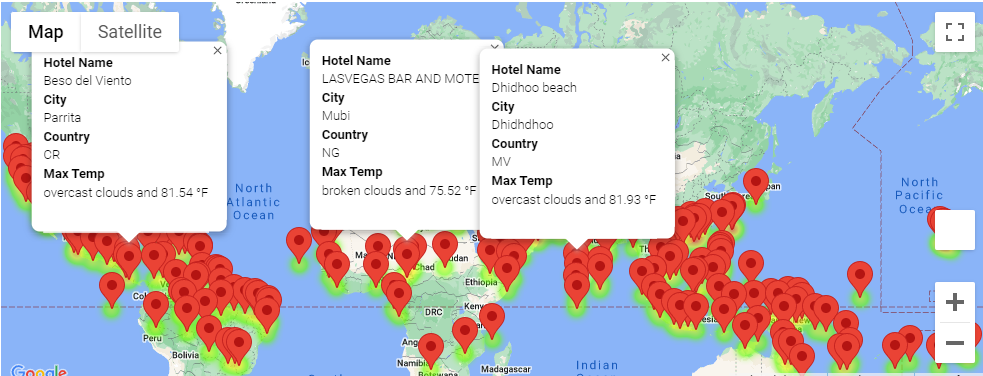 Map
Satellite
Hotel Name
Beso del Viento
City
Parrita
Country
CR
Max Temp
overcast clouds and 81.54 °F
Hotel Name
LASVEGAS BAR AND MOTE
City
Mubi
Country
NG
Max Temp
broken clouds and 75.52 °F
Hotel Name
Dhidhoo beach
City
Dhidhdhoo
Country
MV
Max Temp
overcast clouds and 81.93 °F
North
Atlantic
Ocean
North
Pacific
Chad
Ethiopia
DRC
Peru
Bolivia
Botswana
Madagascar
Indian
Google